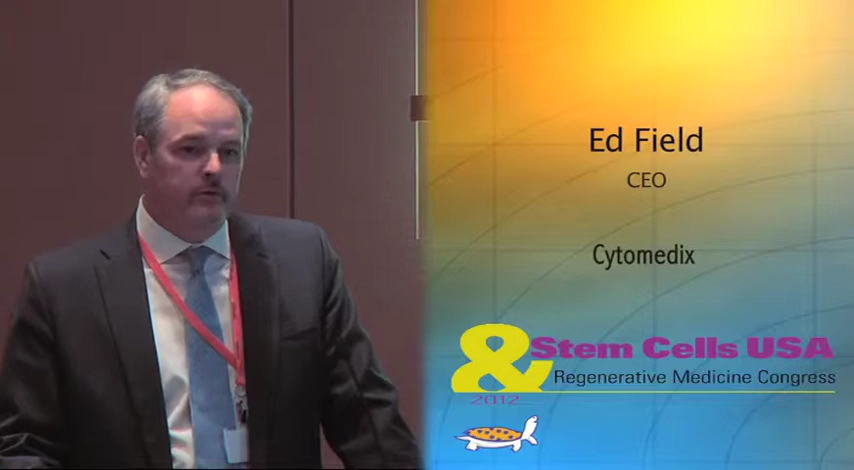 Ed Field
CEO
Cytomedix
& Stem Cells USA
Regenerative Medicine Congress
2012